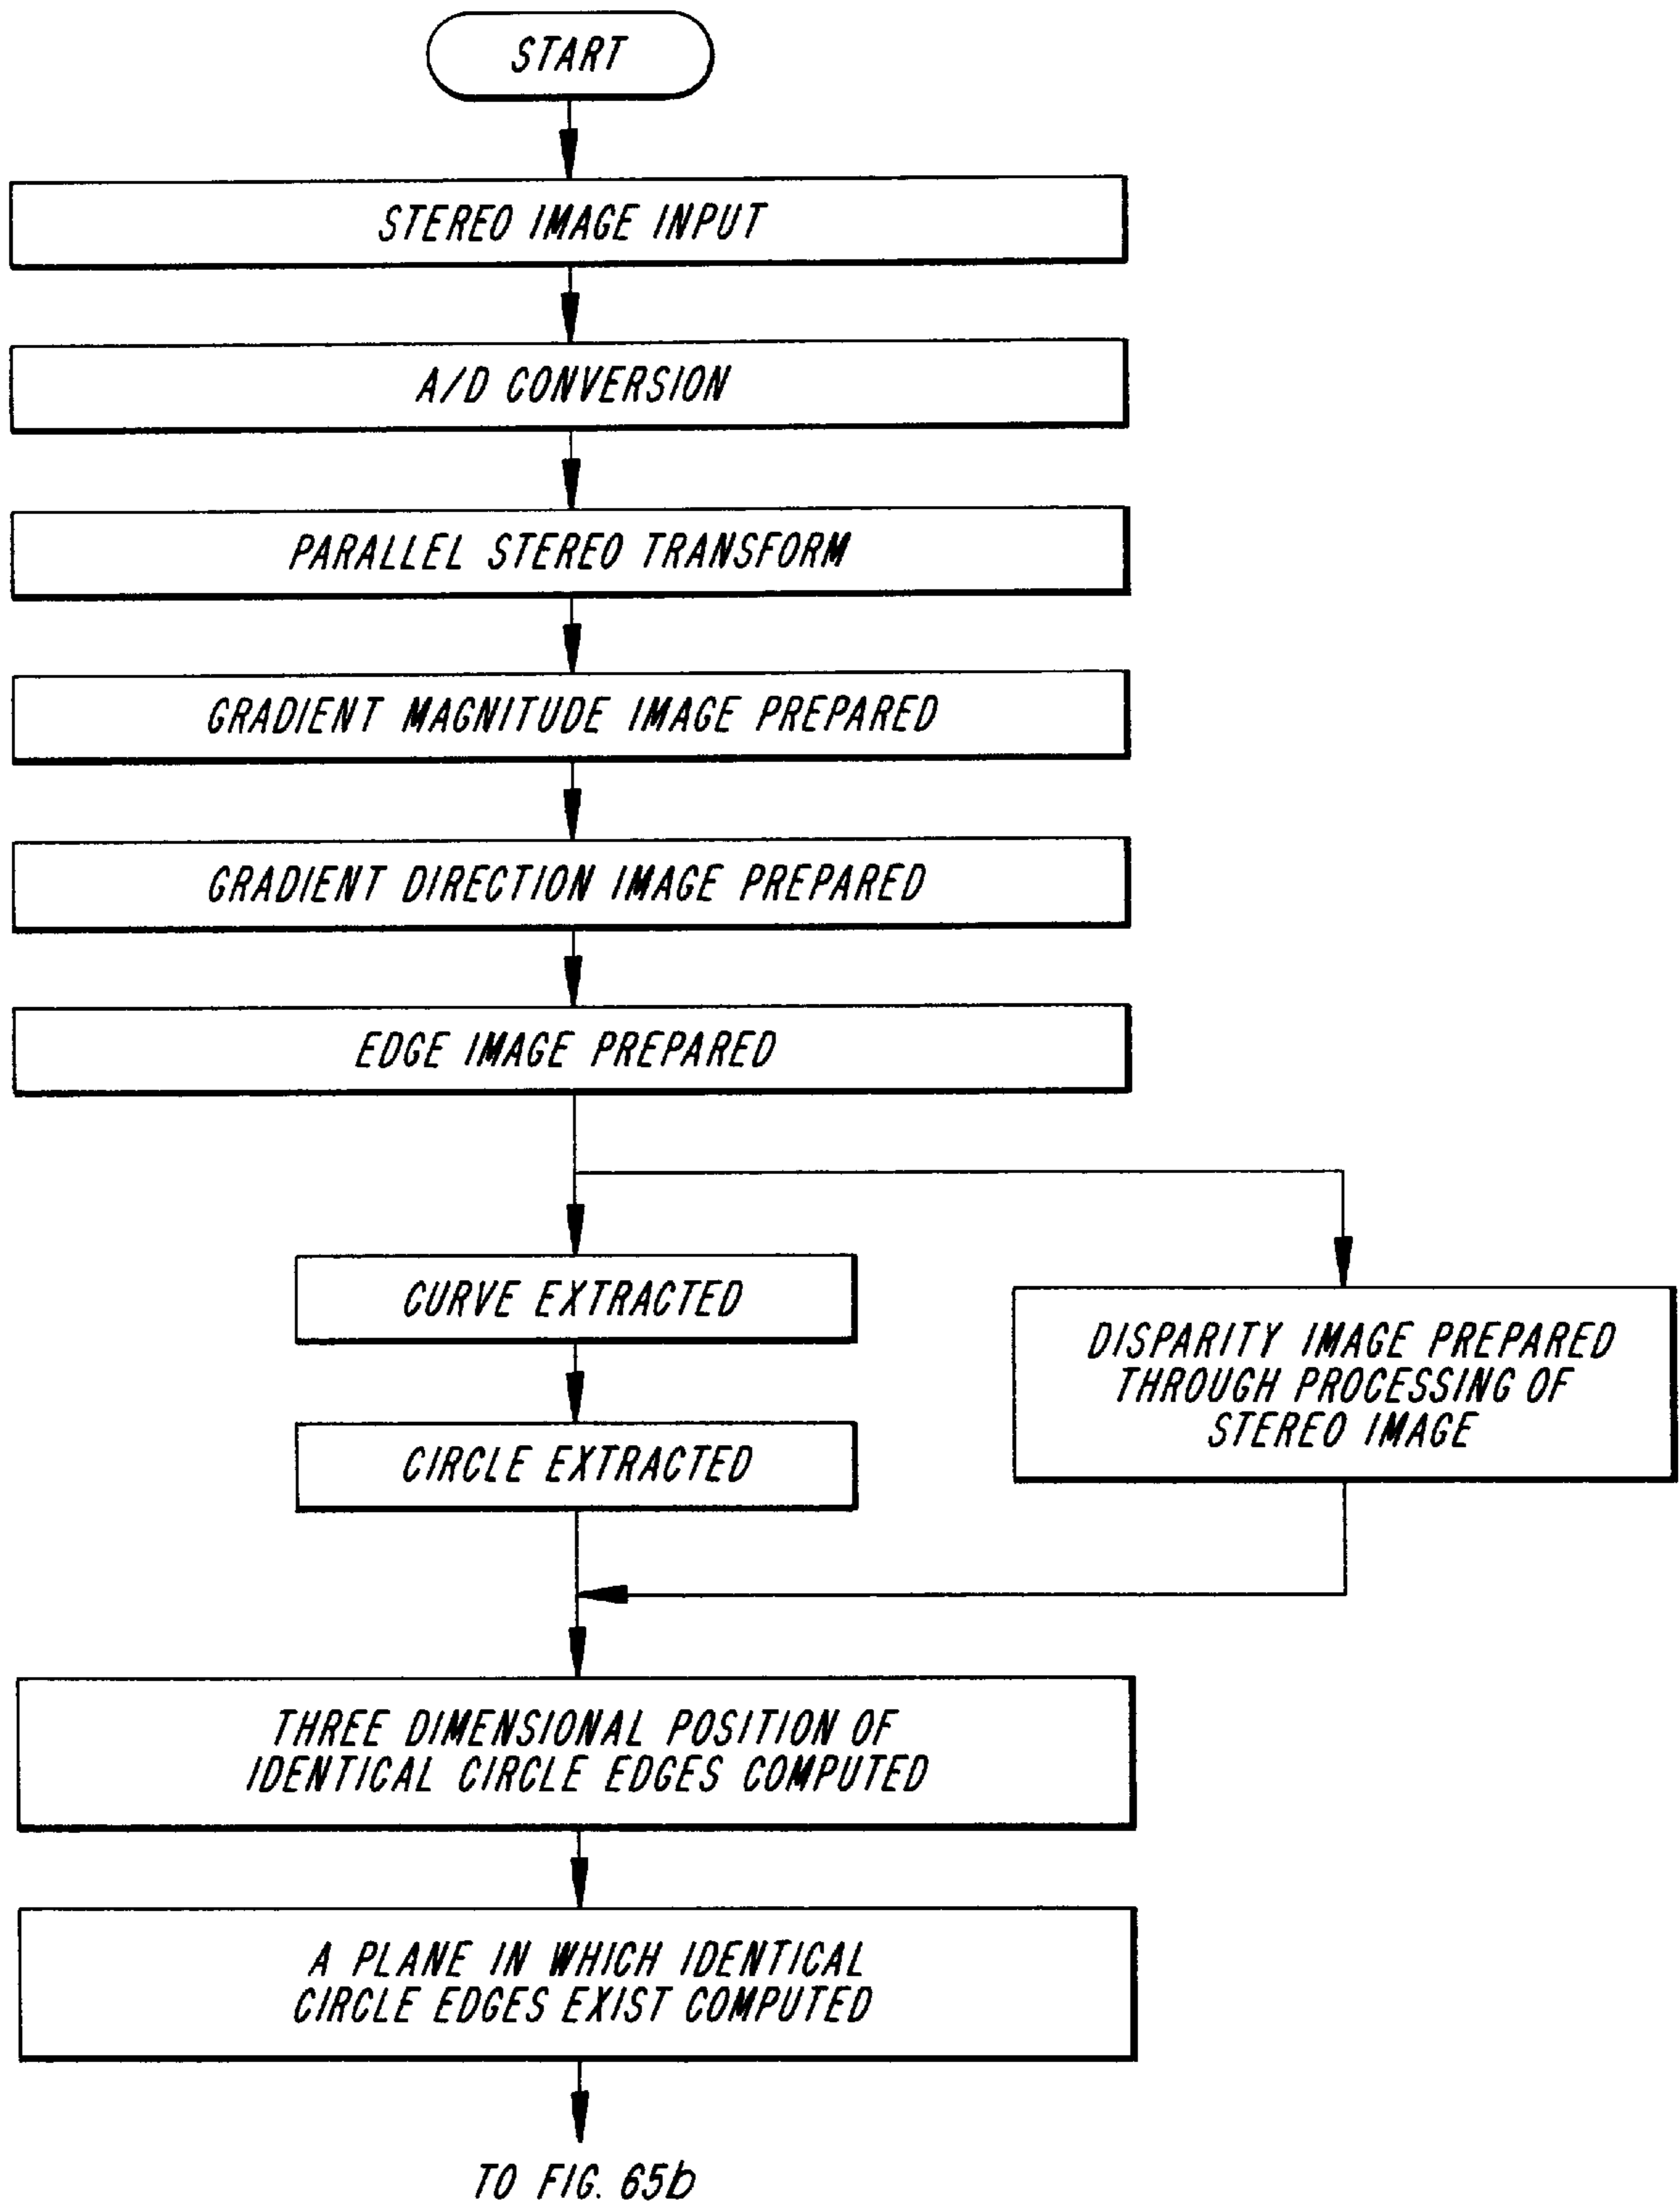 START
STEREO IMAGE INPUT
A/D CONVERSION
PARALLEL STEREO TRANSFORM
GRADIENT MAGNITUDE IMAGE PREPARED
GRADIENT DIRECTION IMAGE PREPARED
EDGE IMAGE PREPARED
CURVE EXTRACTED
CIRCLE EXTRACTED
DISPARITY IMAGE PREPARED
THROUGH PROCESSING OF
STEREO IMAGE
THREE DIMENSIONAL POSITION OF
IDENTICAL CIRCLE EDGES COMPUTED
A PLANE IN WHICH IDENTICAL
CIRCLE EDGES EXIST COMPUTED
TO FIG. 65b